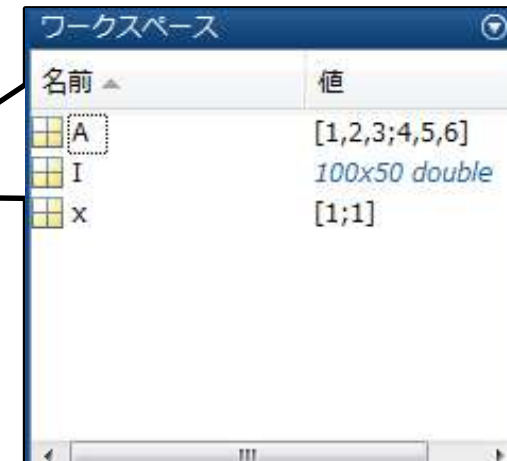 ワークスペース
名前 値
A [1,2,3;4,5,6]
I 100x50 double
x [1;1]